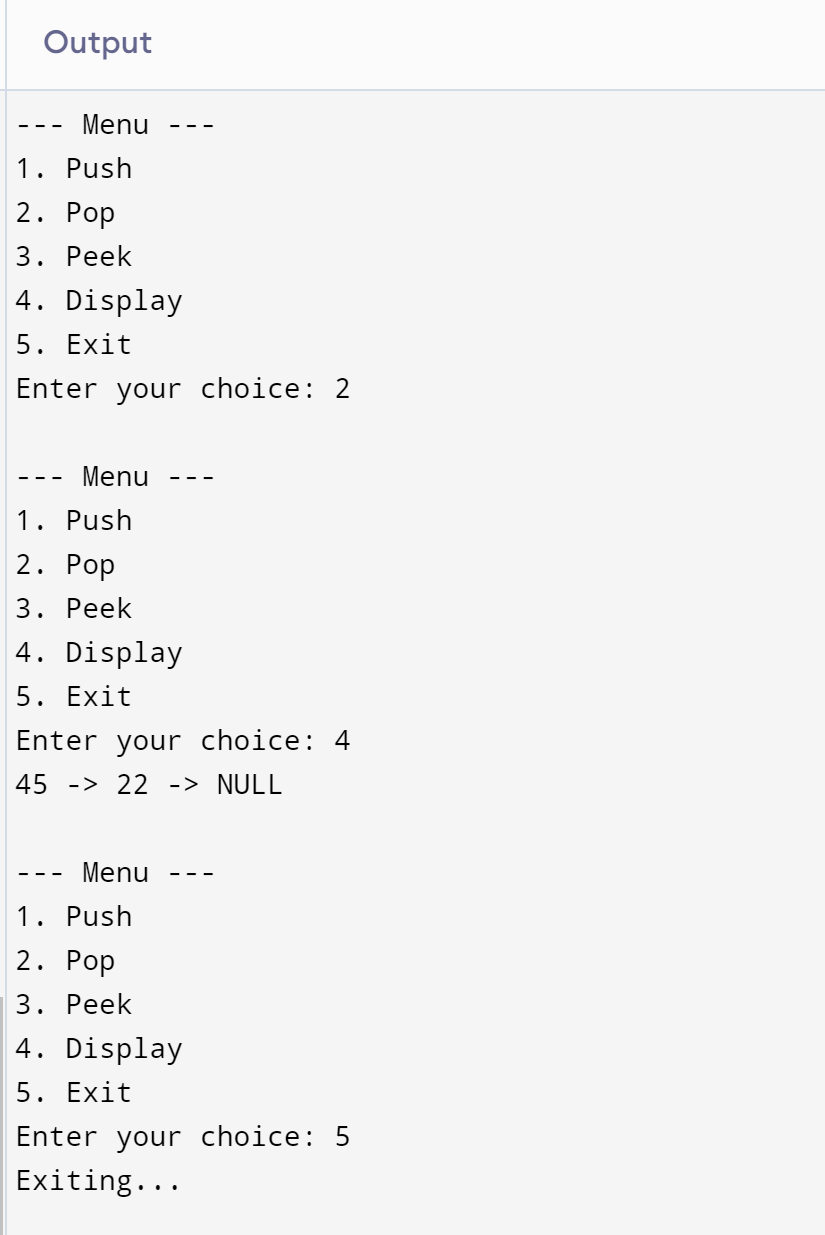 Output
--- Menu ---
1. Push
2. Pop
3. Peek
4. Display
5. Exit
Enter your choice: 2
--- Menu ---
1. Push
2. Pop
3. Peek
4. Display
5. Exit
Enter your choice: 4
45 -> 22 -> NULL
--- Menu ---
1. Push
2. Pop
3. Peek
4. Display
5. Exit
Enter your choice: 5
Exiting...